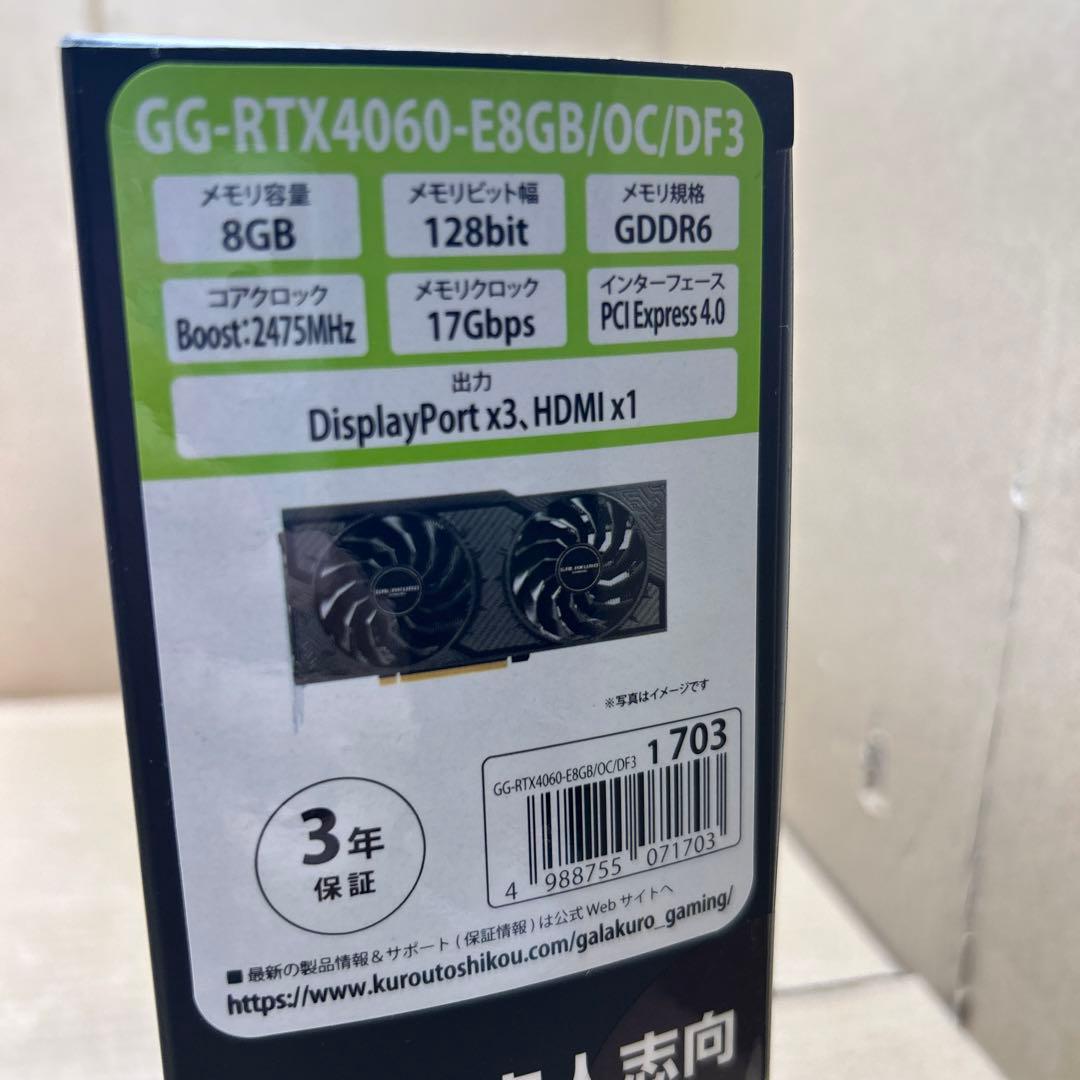 GG-RTX4060-E8GB/OC/DF3
メモリ容量
8GB
メモリビット幅
128bit
メモリ規格
GDDR6
コアクロック
Boost:2475MHz
メモリクロック
17Gbps
インターフェース
PCI Express 4.0
出力
DisplayPort x3、HDMI x1
※写真はイメージです
GG-RTX4060-E8GB/OC/DF3 1 703
4 988755 071703
3年
保証
■ 最新の製品情報&サポート(保証情報)は公式Webサイトへ
https://www.kuroutoshikou.com/galakuro_gaming/
人志向